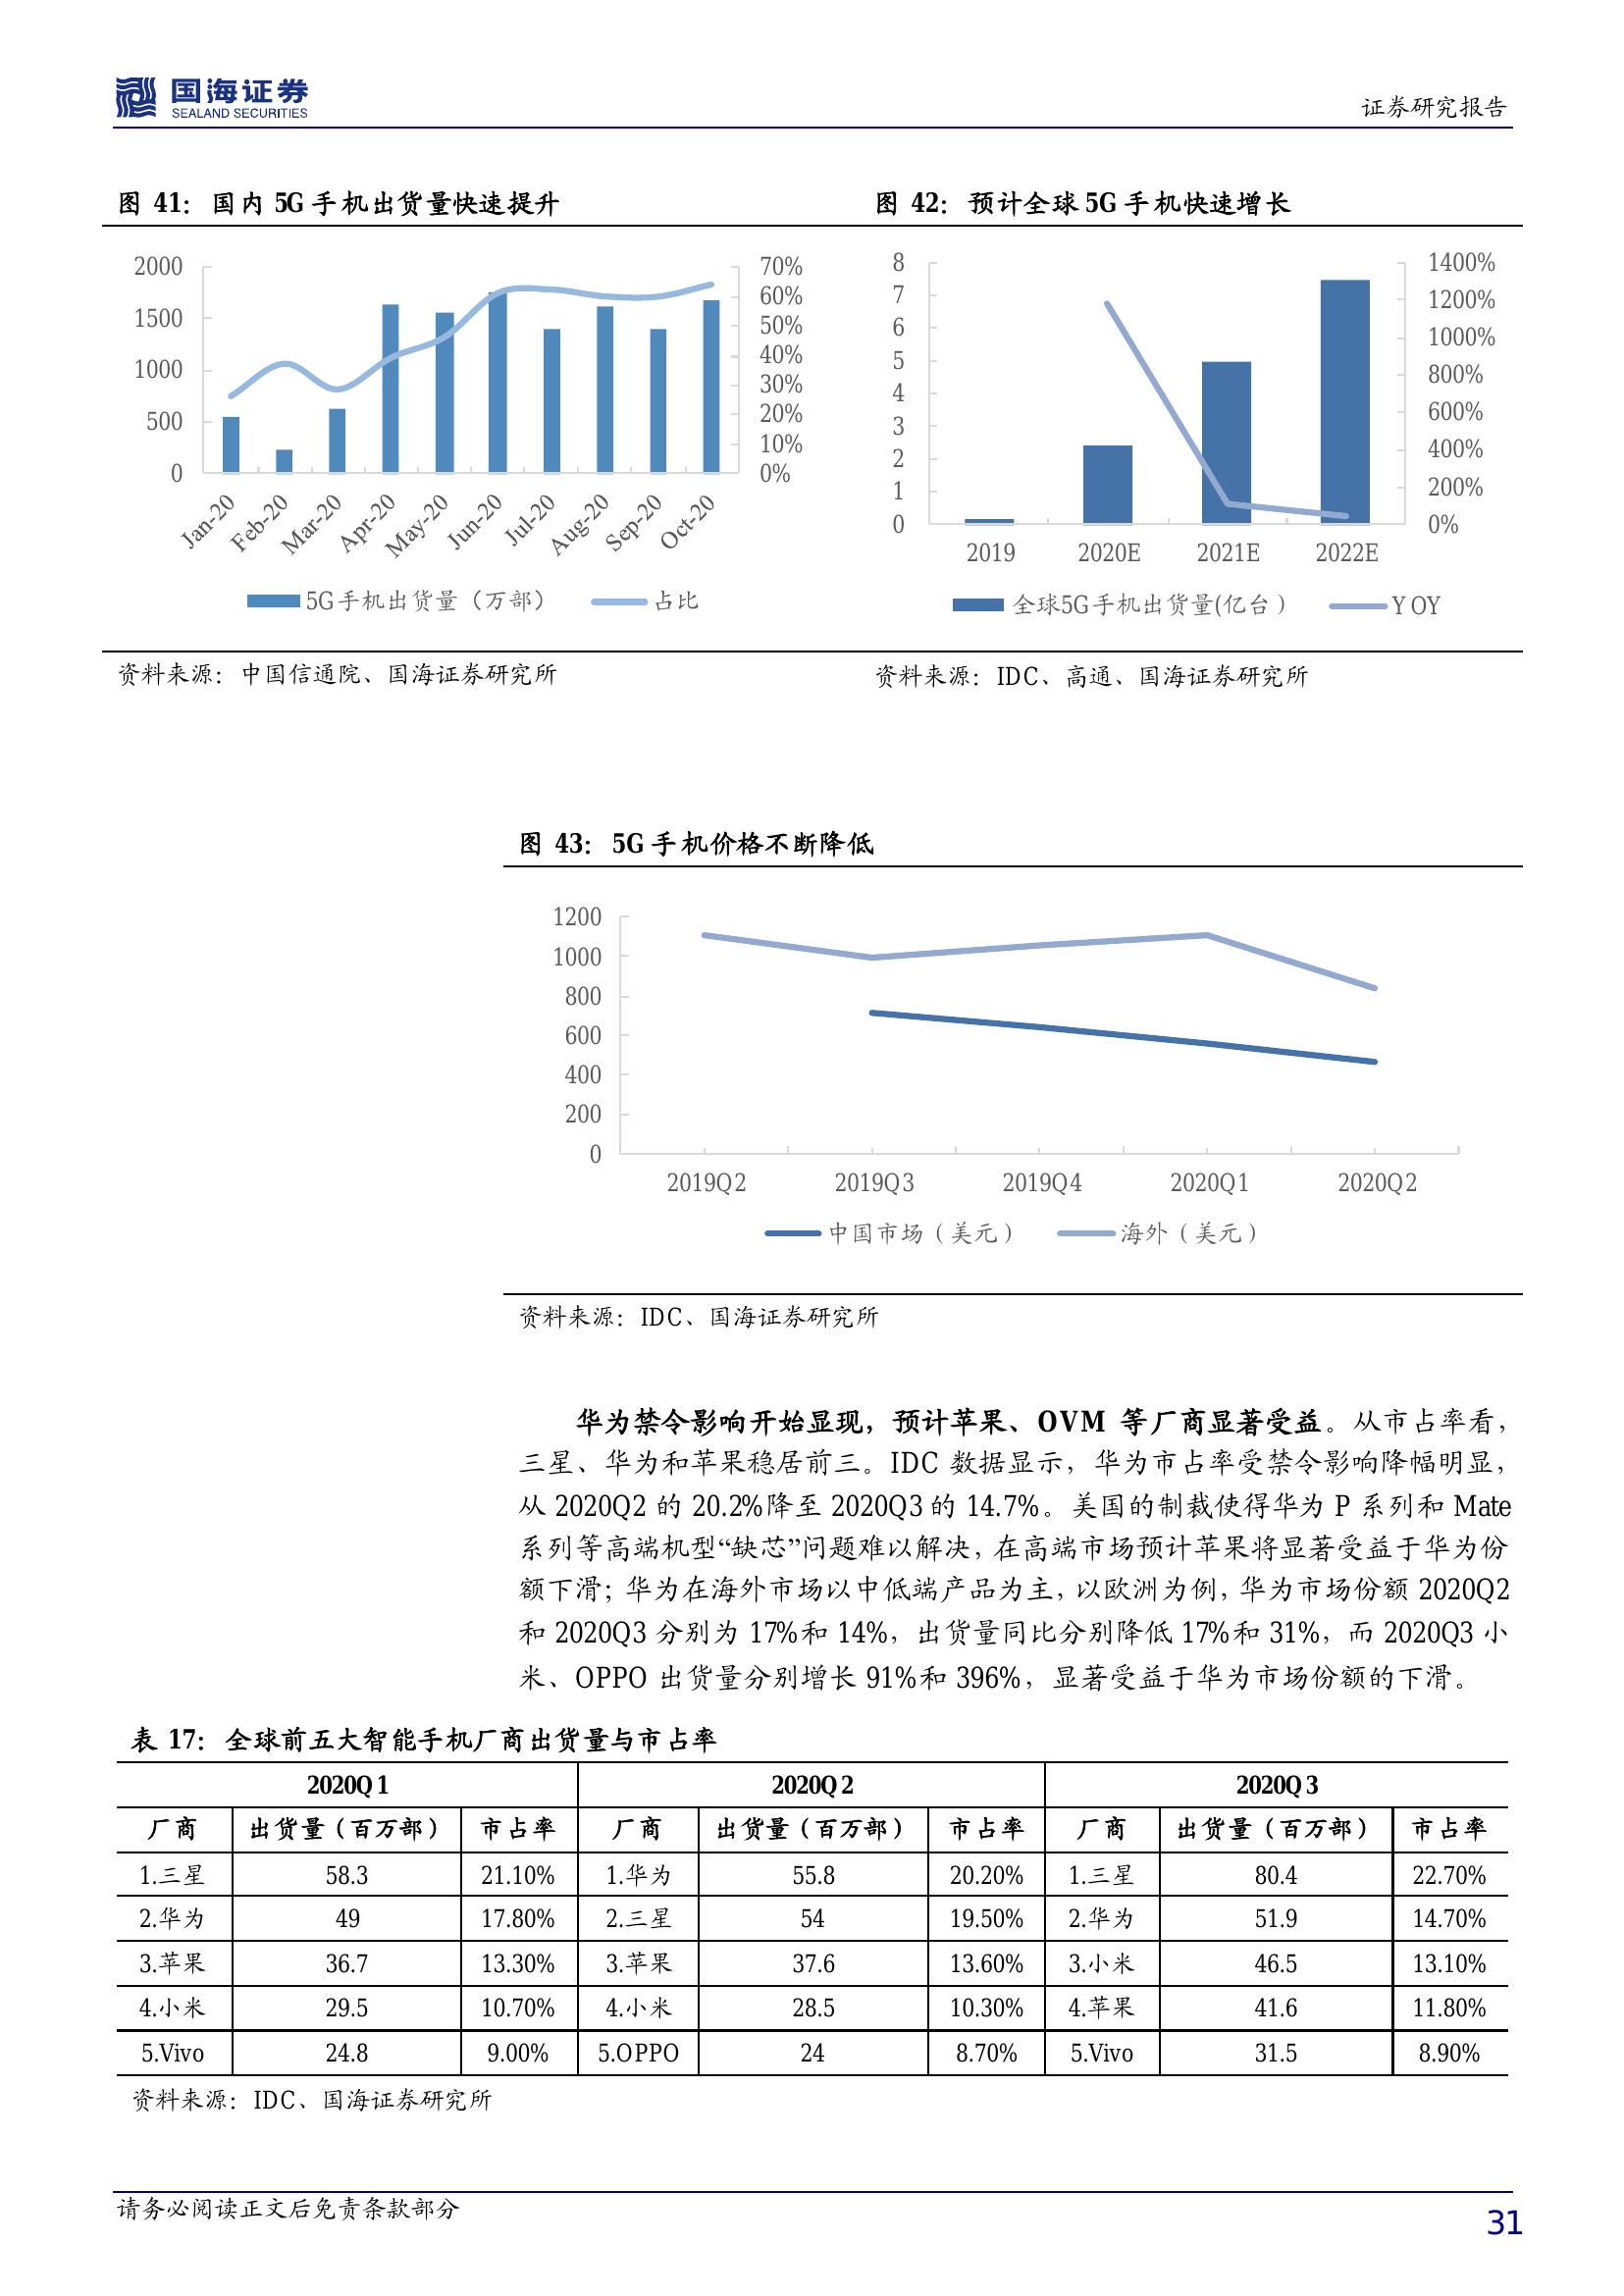 国海证券
SEALAND SECURITIES
证券研究报告
图 41：国内 5G 手机出货量快速提升
2000
1500
1000
500
0
70%
60%
50%
40%
30%
20%
10%
0%
Jan-20 Feb-20 Mar-20 Apr-20 May-20 Jun-20 Jul-20 Aug-20 Sep-20 Oct-20
5G手机出货量（万部） 占比
资料来源：中国信通院、国海证券研究所
图 42：预计全球 5G 手机快速增长
8
7
6
5
4
3
2
1
0
1400%
1200%
1000%
800%
600%
400%
200%
0%
2019 2020E 2021E 2022E
全球5G手机出货量(亿台） YOY
资料来源：IDC、高通、国海证券研究所
图 43：5G 手机价格不断降低
1200
1000
800
600
400
200
0
2019Q2 2019Q3 2019Q4 2020Q1 2020Q2
中国市场（美元） 海外（美元）
资料来源：IDC、国海证券研究所
华为禁令影响开始显现，预计苹果、OVM 等厂商显著受益。从市占率看，
三星、华为和苹果稳居前三。IDC 数据显示，华为市占率受禁令影响降幅明显，
从 2020Q2 的 20.2%降至 2020Q3 的 14.7%。美国的制裁使得华为 P 系列和 Mate
系列等高端机型“缺芯”问题难以解决，在高端市场预计苹果将显著受益于华为份
额下滑；华为在海外市场以中低端产品为主，以欧洲为例，华为市场份额 2020Q2
和 2020Q3 分别为 17%和 14%，出货量同比分别降低 17%和 31%，而 2020Q3 小
米、OPPO 出货量分别增长 91%和 396%，显著受益于华为市场份额的下滑。
表 17：全球前五大智能手机厂商出货量与市占率
2020Q1 2020Q2 2020Q3
厂商 出货量（百万部） 市占率 厂商 出货量（百万部） 市占率 厂商 出货量（百万部） 市占率
1.三星 58.3 21.10% 1.华为 55.8 20.20% 1.三星 80.4 22.70%
2.华为 49 17.80% 2.三星 54 19.50% 2.华为 51.9 14.70%
3.苹果 36.7 13.30% 3.苹果 37.6 13.60% 3.小米 46.5 13.10%
4.小米 29.5 10.70% 4.小米 28.5 10.30% 4.苹果 41.6 11.80%
5.Vivo 24.8 9.00% 5.OPPO 24 8.70% 5.Vivo 31.5 8.90%
资料来源：IDC、国海证券研究所
请务必阅读正文后免责条款部分
31